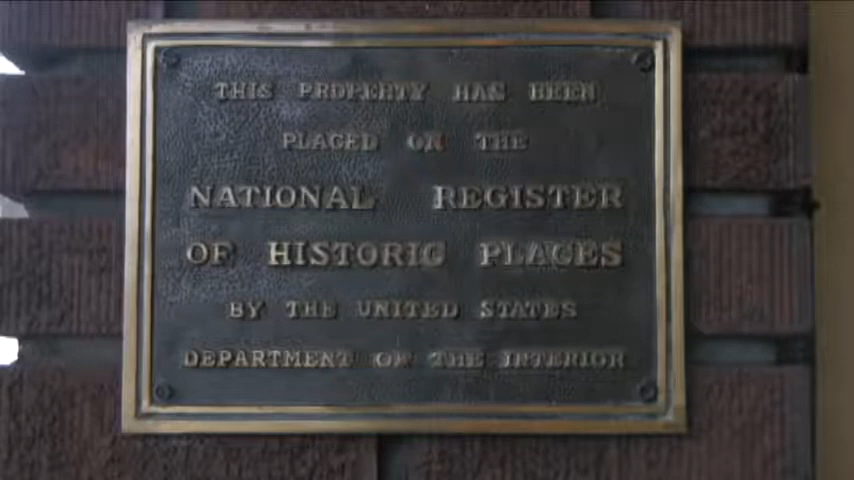 THIS PROPERTY HAS BEEN
PLACED ON THE
NATIONAL REGISTER
OF HISTORIC PLACES
BY THE UNITED STATES
DEPARTMENT OF THE INTERIOR